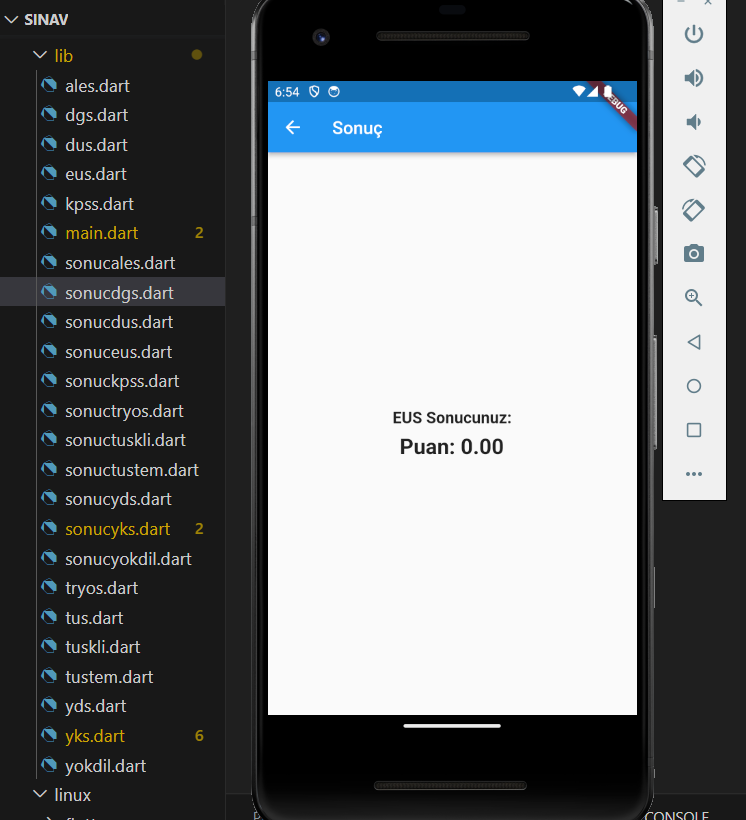 SINAV
lib
ales.dart
dgs.dart
dus.dart
eus.dart
kpss.dart
main.dart 2
sonucales.dart
sonucdgs.dart
sonucdus.dart
sonuceus.dart
sonuckpss.dart
sonuctryos.dart
sonuctuskli.dart
sonuctustem.dart
sonucyds.dart
sonucyks.dart 2
sonucyokdil.dart
tryos.dart
tus.dart
tuskli.dart
tustem.dart
yds.dart
yks.dart 6
yokdil.dart
linux
6:54
Sonuç
EUS Sonucunuz:
Puan: 0.00
CONSOLE